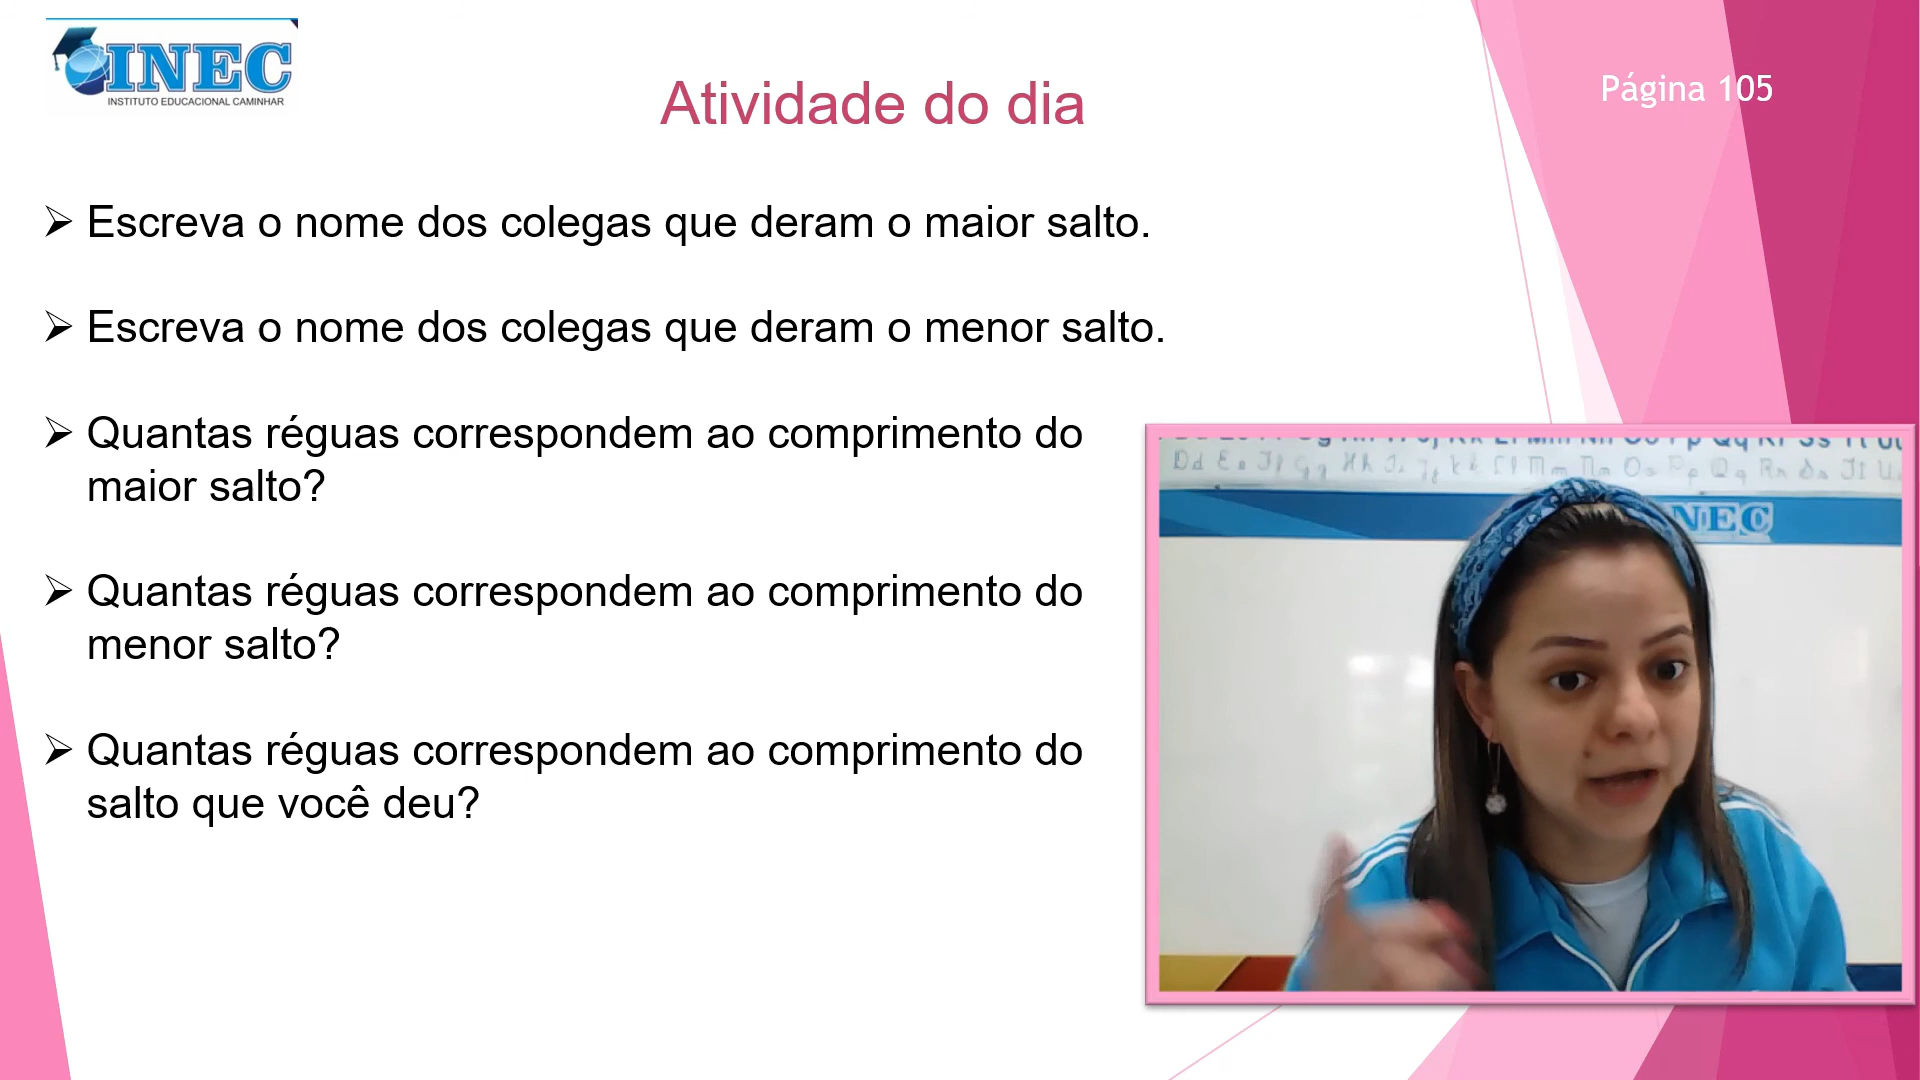 INEC
INSTITUTO EDUCACIONAL CAMINHAR
Atividade do dia
Página 105
Escreva o nome dos colegas que deram o maior salto.
Escreva o nome dos colegas que deram o menor salto.
Quantas réguas correspondem ao comprimento do
maior salto?
Quantas réguas correspondem ao comprimento do
menor salto?
Quantas réguas correspondem ao comprimento do
salto que você deu?
NEC